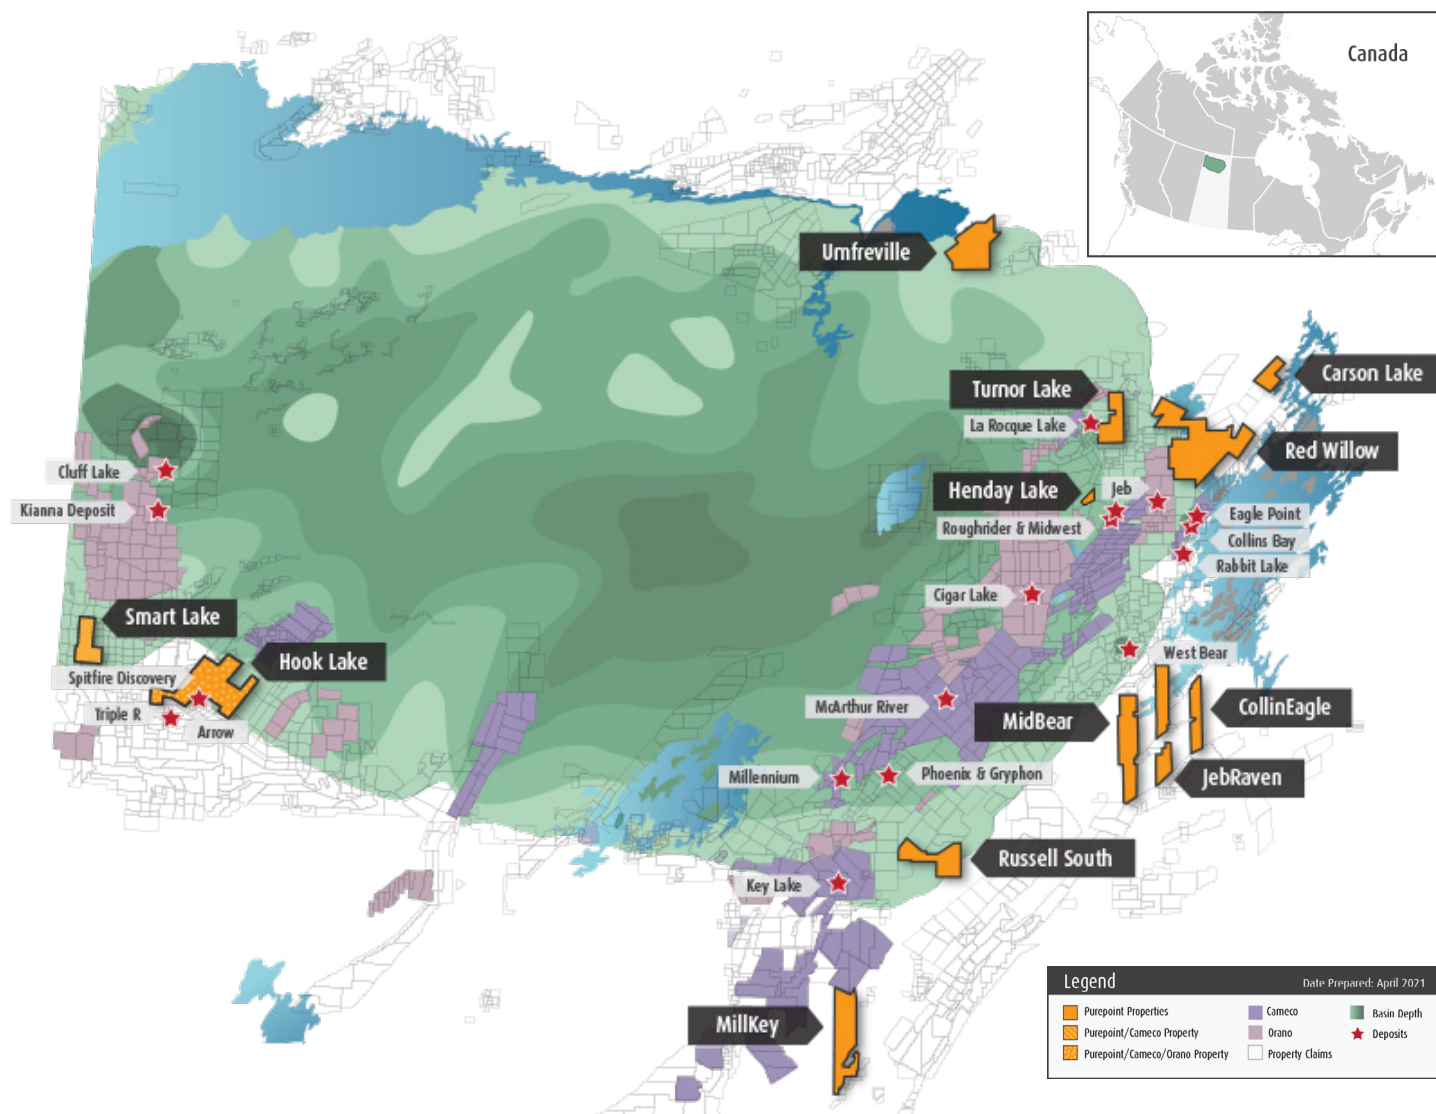 Canada
Umfreville
Carson Lake
Turnor Lake
La Rocque Lake
Red Willow
Cluff Lake
Henday Lake
Jeb
Kianna Deposit
Eagle Point
Roughrider & Midwest
Collins Bay
Rabbit Lake
Cigar Lake
Smart Lake
West Bear
Hook Lake
Spitfire Discovery
McArthur River
CollinEagle
Triple R
MidBear
Arrow
Millennium
Phoenix & Gryphon
JebRaven
Russell South
Key Lake
MillKey
Legend
Date Prepared: April 2021
Purepoint Properties
Cameco
Basin Depth
Purepoint/Cameco Property
Orano
Deposits
Purepoint/Cameco/Orano Property
Property Claims